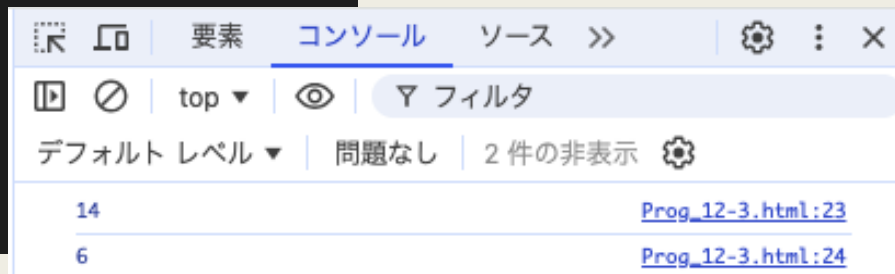 要素 コンソール ソース
top フィルタ
デフォルト レベル 問題なし 2 件の非表示
14 Prog_12-3.html:23
6 Prog_12-3.html:24